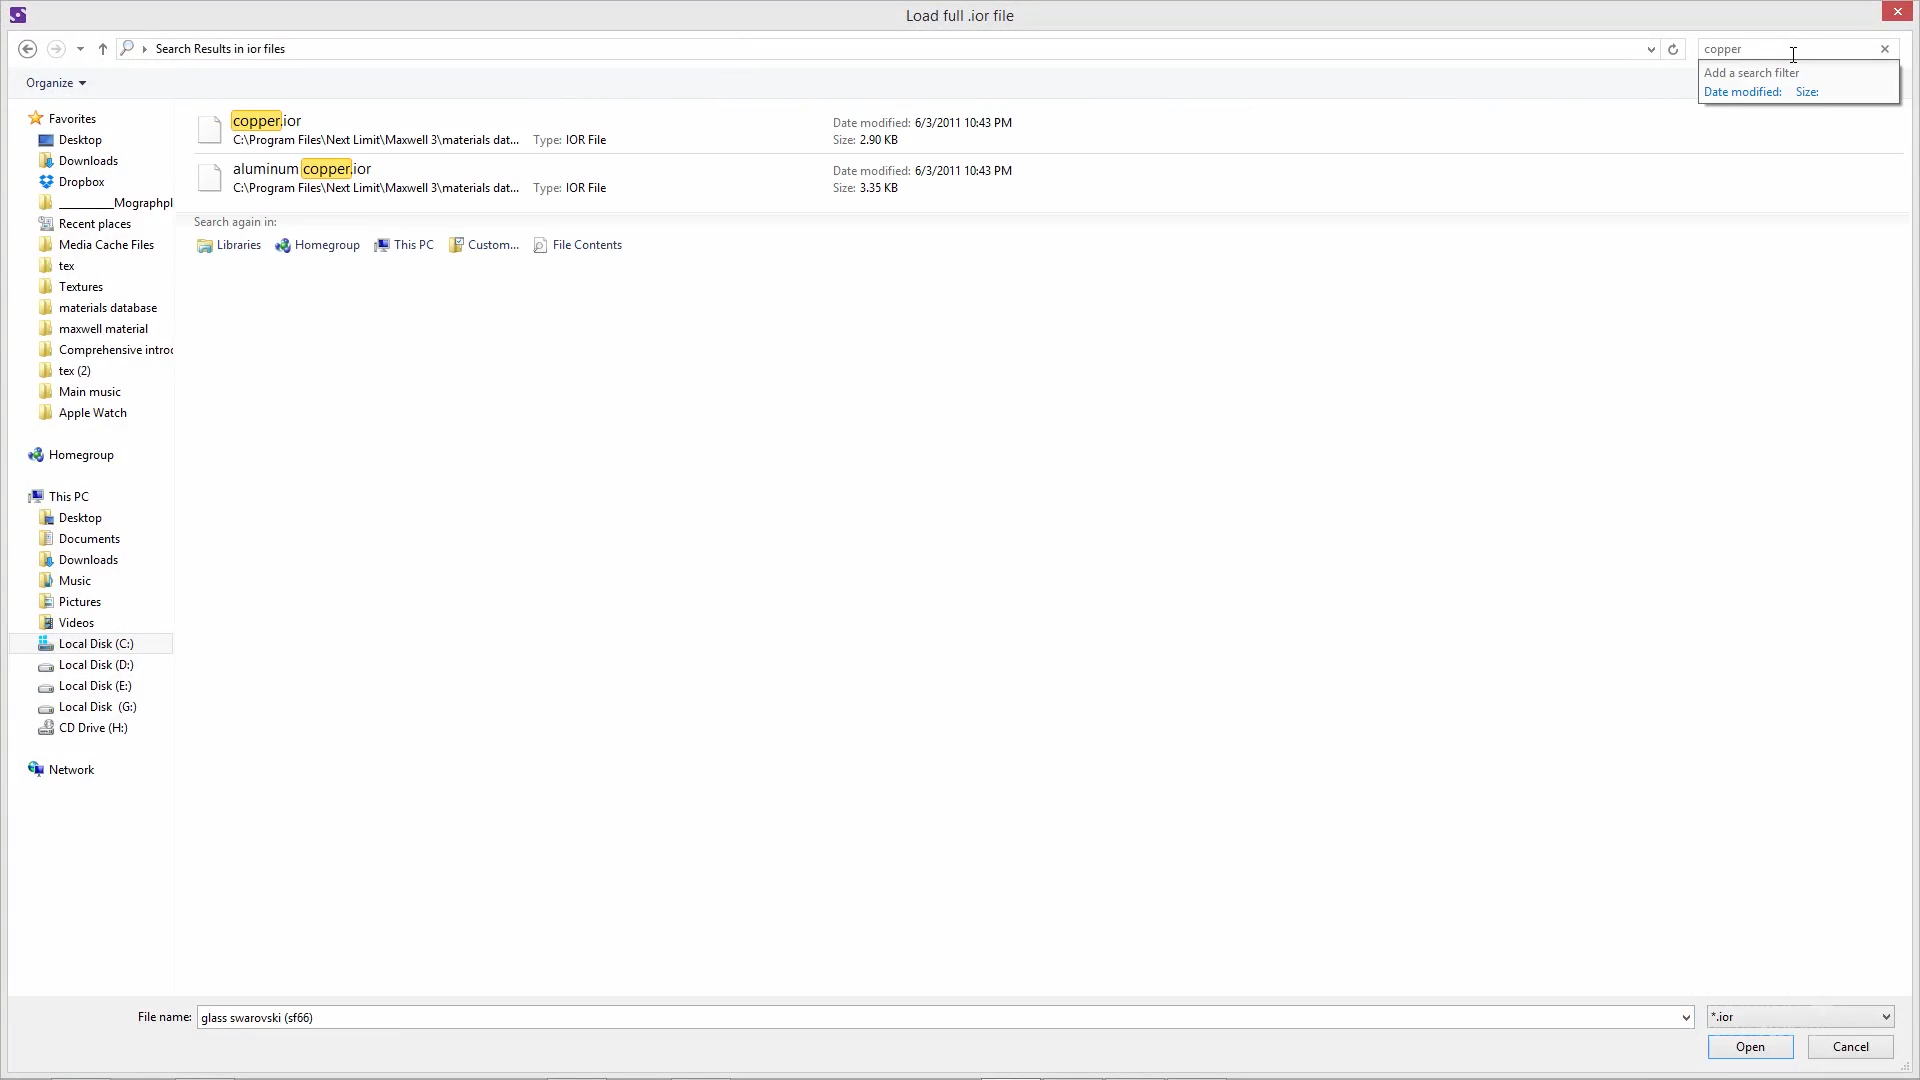 Load full .ior file
Search Results in ior files
copper
Add a search filter
Date modified: Size:
Organize
Favorites
Desktop
Downloads
Dropbox
__________Mographpl
Recent places
Media Cache Files
tex
Textures
materials database
maxwell material
Comprehensive introc
tex (2)
Main music
Apple Watch
Homegroup
This PC
Desktop
Documents
Downloads
Music
Pictures
Videos
Local Disk (C:)
Local Disk (D:)
Local Disk (E:)
Local Disk (G:)
CD Drive (H:)
Network
copper.ior
Date modified: 6/3/2011 10:43 PM
C:\Program Files\Next Limit\Maxwell 3\materials dat... Type: IOR File
Size: 2.90 KB
aluminum copper.ior
Date modified: 6/3/2011 10:43 PM
C:\Program Files\Next Limit\Maxwell 3\materials dat... Type: IOR File
Size: 3.35 KB
Search again in:
Libraries Homegroup This PC Custom... File Contents
File name: glass swarovski (sf66)
*.ior
Open Cancel